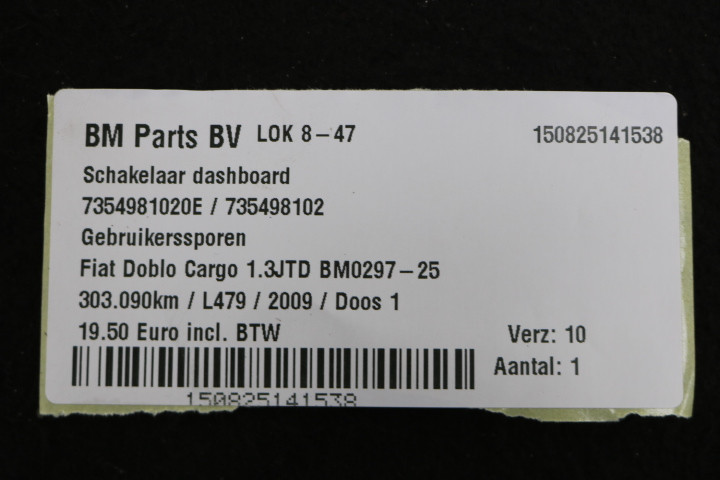 BM Parts BV LOK 8-47 150825141538
Schakelaar dashboard
7354981020E / 735498102
Gebruikerssporen
Fiat Doblo Cargo 1.3JTD BM0297-25
303.090km / L479 / 2009 / Doos 1
19.50 Euro incl. BTW Verz: 10
Aantal: 1
150825141538